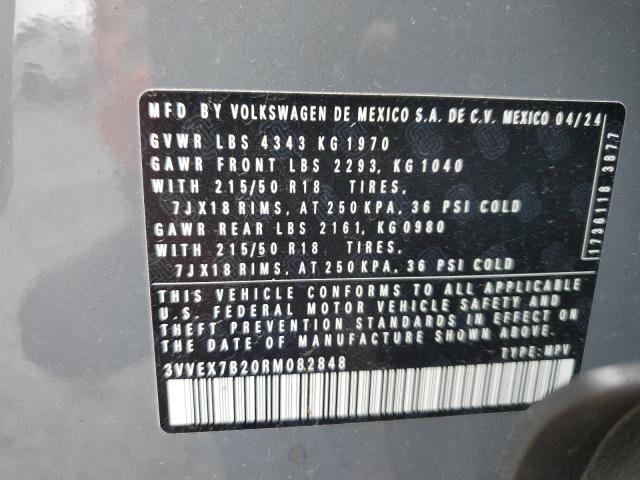 MFD BY VOLKSWAGEN DE MEXICO S.A. DE C.V. MEXICO 04/24
GVWR LBS 4343 KG 1970
GAWR FRONT LBS 2293, KG 1040
WITH 215/50 R18 TIRES,
7JX18 RIMS, AT 250 KPA, 36 PSI COLD
GAWR REAR LBS 2161, KG0980
WITH 215/50 R18 TIRES,
7JX18 RIMS, AT 250 KPA, 36 PSI COLD
THIS VEHICLE CONFORMS TO ALL APPLICABLE
U.S. FEDERAL MOTOR VEHICLE SAFETY AND
THEFT PREVENTION STANDARDS IN EFFECT ON
THE DATE OF MANUFACTURE SHOWN ABOVE.
3VVEX7B20RM082848 TYPE: MPV
1736118 3877